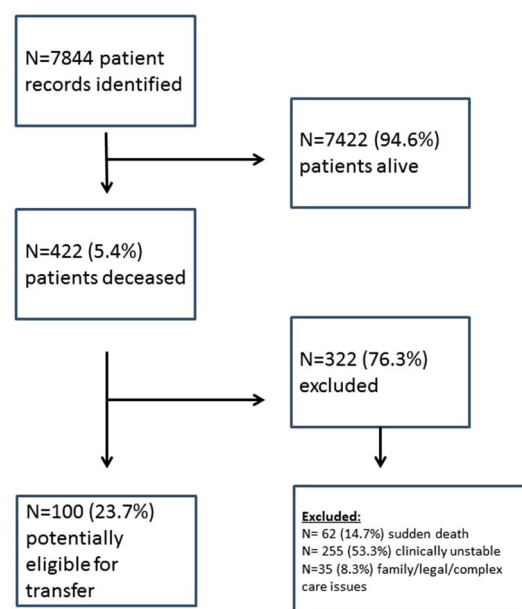 N=7844 patient
records identified
N=7422 (94.6%)
patients alive
N=422 (5.4%)
patients deceased
N=322 (76.3%)
excluded
N=100 (23.7%)
potentially
eligible for
transfer
Excluded:
N= 62 (14.7%) sudden death
N= 255 (53.3%) clinically unstable
N=35 (8.3%) family/legal/complex
care issues